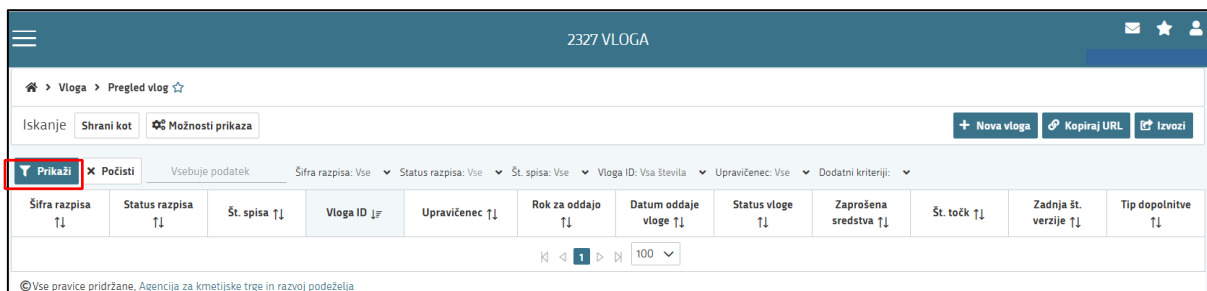 2327 VLOGA
Vloga > Pregled vlog
Iskanje Shrani kot Možnosti prikaza + Nova vloga Kopiraj URL Izvozi
Prikaži × Počisti Vsebuje podatek Šifra razpisa: Vse Status razpisa: Vse Št. spisa: Vse Vloga ID: Vsa števila Upravičenec: Vse Dodatni kriteriji:
Šifra razpisa ↑↓ Status razpisa ↑↓ Št. spisa ↑↓ Vloga ID Upravičenec ↑↓ Rok za oddajo ↑↓ Datum oddaje vloge ↑↓ Status vloge ↑↓ Zaprošena sredstva ↑↓ Št. točk ↑↓ Zadnja št. verzije ↑↓ Tip dopolnitve ↑↓
1 100
© Vse pravice pridržane, Agencija za kmetijske trge in razvoj podeželja